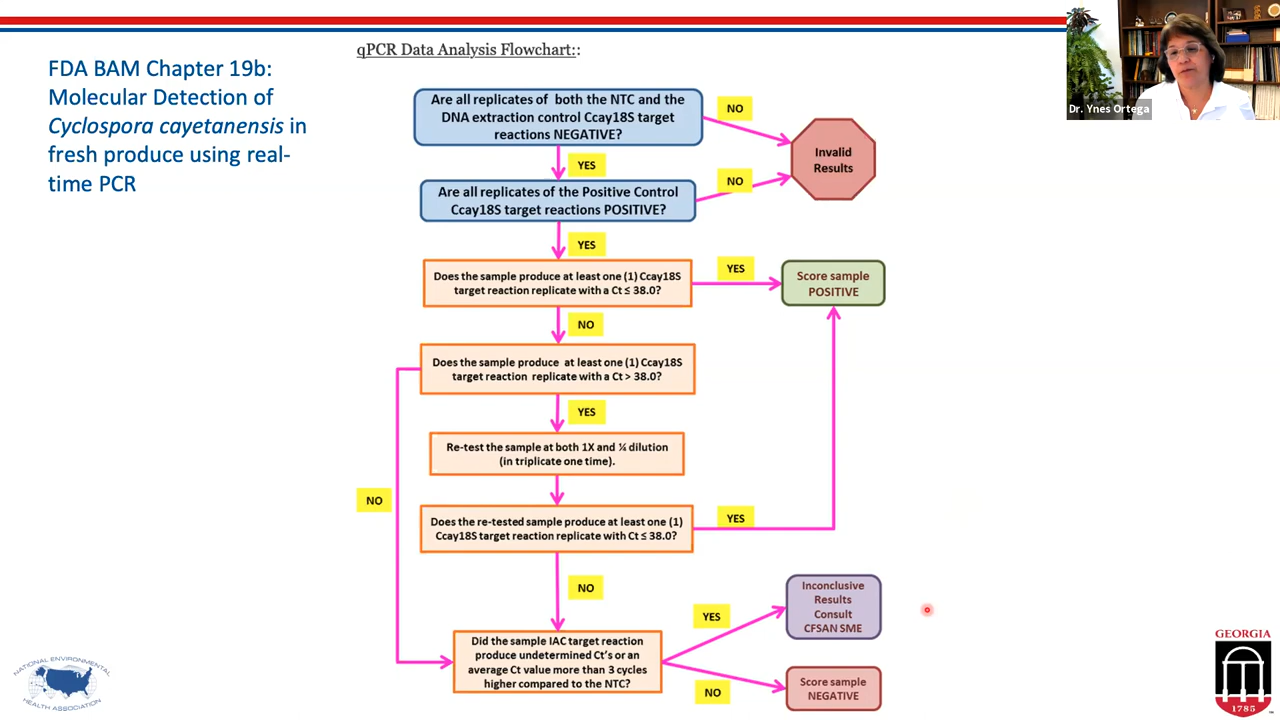 qPCR Data Analysis Flowchart::
FDA BAM Chapter 19b:
Molecular Detection of
Cyclospora cayetanensis in
fresh produce using real-
time PCR
Dr. Ynes Ortega
Are all replicates of both the NTC and the
DNA extraction control Ccay18S target
reactions NEGATIVE?
NO
Invalid
Results
YES
Are all replicates of the Positive Control
Ccay18S target reactions POSITIVE?
NO
YES
Does the sample produce at least one (1) Ccay18S
target reaction replicate with a Ct ≤ 38.0?
YES
Score sample
POSITIVE
NO
Does the sample produce at least one (1) Ccay18S
target reaction replicate with a Ct > 38.0?
YES
Re-test the sample at both 1X and ¼ dilution
(in triplicate one time).
NO
Does the re-tested sample produce at least one (1)
Ccay18S target reaction replicate with Ct ≤ 38.0?
YES
NO
Did the sample IAC target reaction
produce undetermined Ct's or an
average Ct value more than 3 cycles
higher compared to the NTC?
YES
Inconclusive
Results
Consult
CFSAN SME
NO
Score sample
NEGATIVE
NATIONAL ENVIRONMENTAL
HEALTH ASSOCIATION
GEORGIA
1785